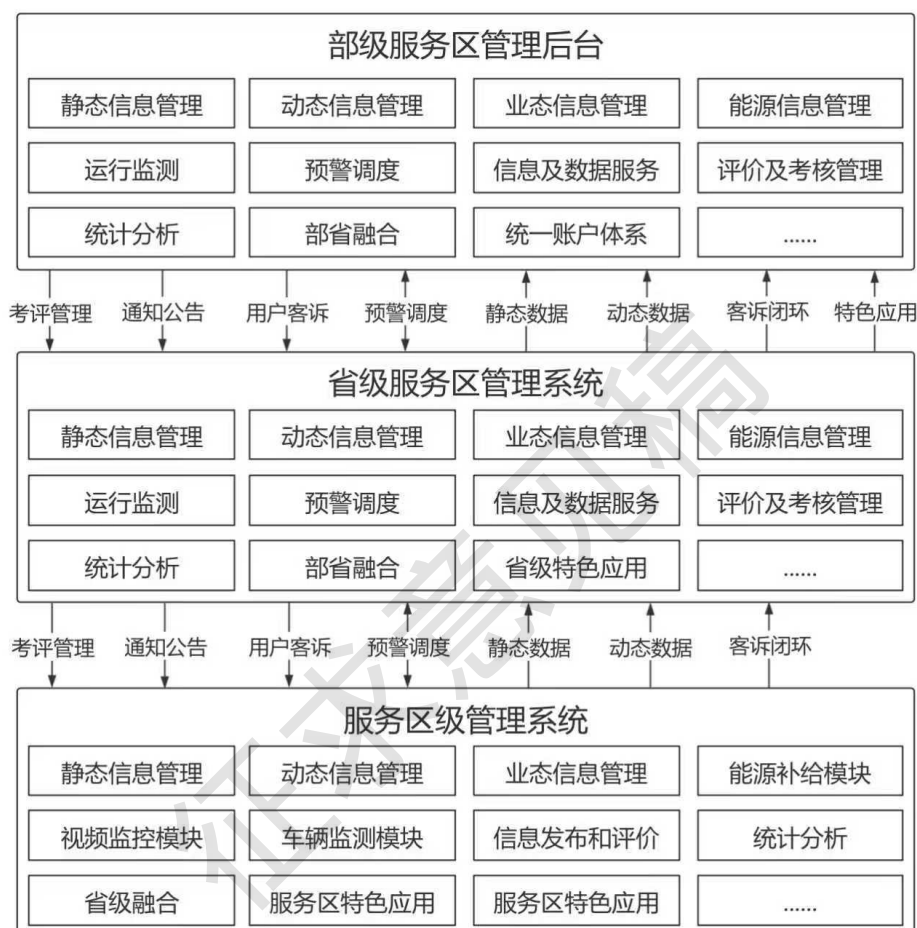 部级服务区管理后台
静态信息管理 动态信息管理 业态信息管理 能源信息管理
运行监测 预警调度 信息及数据服务 评价及考核管理
统计分析 部省融合 统一账户体系 ......
考评管理 通知公告 用户客诉 预警调度 静态数据 动态数据 客诉闭环 特色应用
省级服务区管理系统
静态信息管理 动态信息管理 业态信息管理 能源信息管理
运行监测 预警调度 信息及数据服务 评价及考核管理
统计分析 部省融合 省级特色应用 ......
考评管理 通知公告 用户客诉 预警调度 静态数据 动态数据 客诉闭环
服务区级管理系统
静态信息管理 动态信息管理 业态信息管理 能源补给模块
视频监控模块 车辆监测模块 信息发布和评价 统计分析
省级融合 服务区特色应用 服务区特色应用 ......
征求意见稿